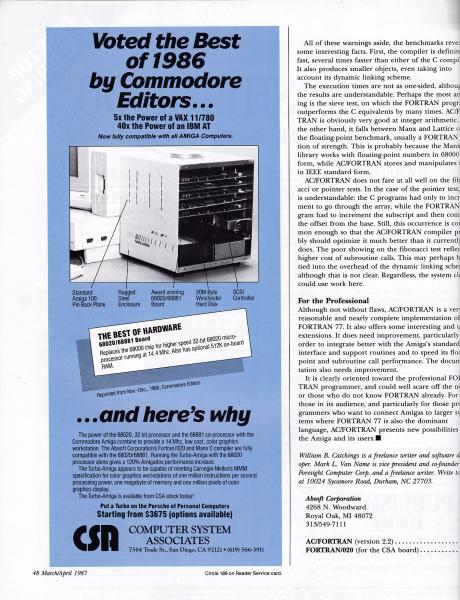 Voted the Best
of 1986
by Commodore
Editors...
5x the Power of a VAX 11/780
40x the Power of an IBM AT
Now fully compatible with all AMIGA Computers.
Standard
Amiga 100
Pin Back Plane
Rugged
Steel
Enclosure
Award winning
68020/68881
Board
20M Byte
Winchester
Hard Disk
SCSI
Controller
THE BEST OF HARDWARE
68020/68881 Board
Replaces the 68000 chip for higher speed 32-bit 68020 micro-
processor running at 14.4 Mhz. Also has optional 512K on-board
RAM.
Reprinted from Nov–Dec., 1986, Commodore Editors
...and here's why
The power of the 68020, 32 bit processor and the 68881 co-processor with the
Commodore Amiga combine to provide a 14 Mhz, low cost, color graphics
workstation. The Absoft Corporation's Fortran/020 and Manx C compiler are fully
compatible with the 68020/68881. Running the Turbo-Amiga with the 68020
processor alone gives a 120% Amigadex performance increase.
The Turbo-Amiga appears to be capable of meeting Carnegie-Mellon's MMM
specification for color graphics workstations of one million instructions per second
processing power, one megabyte of memory and one million pixels of color
graphics display.
The Turbo-Amiga is available from CSA stock today!
Put a Turbo on the Porsche of Personal Computers
Starting from $3675 (options available)
CSA COMPUTER SYSTEM
ASSOCIATES
7564 Trade St., San Diego, CA 92121 • (619) 566-3911
48 March/April 1987
Circle 189 on Reader Service card.
All of these warnings aside, the benchmarks reve
some interesting facts. First, the compiler is definite
fast, several times faster than either of the C compil
It also produces smaller objects, even taking into
account its dynamic linking scheme.
The execution times are not as one-sided, althoug
the results are understandable. Perhaps the most am
ing is the sieve test, on which the FORTRAN progr
outperforms the C equivalents by many times. AC/F
TRAN is obviously very good at integer arithmetic.
the other hand, it falls between Manx and Lattice o
the floating-point benchmark, usually a FORTRAN
tion of strength. This is probably because the Manx
library works with floating-point numbers in 68000
form, while AC/FORTRAN stores and manipulates
in IEEE standard form.
AC/FORTRAN does not fare at all well on the fib
acci or pointer tests. In the case of the pointer test,
is understandable: the C programs had only to incr
ment to go through the array, while the FORTRAN
gram had to increment the subscript and then com
the offset from the base. Still, this occurrence is com
mon enough so that the AC/FORTRAN compiler pr
bly should optimize it much better than it currently
does. The poor showing on the fibonacci test reflec
higher cost of subroutine calls. This may perhaps b
tied into the overhead of the dynamic linking schem
although that is not clear. Regardless, the system cl
could use work here.
For the Professional
Although not without flaws, AC/FORTRAN is a ver
reasonable and nearly complete implementation of
FORTRAN 77. It also offers some interesting and u
extensions. It does need improvement, particularly
order to integrate better with the Amiga's standard
interface and support routines and to speed its floa
point and subroutine call performance. The docum
tation also needs improvement.
It is clearly oriented toward the professional FOR
TRAN programmer, and could well scare off the n
or those who do not know FORTRAN already. For
those in its audience, and particularly for those pro
grammers who want to connect Amigas to larger sy
tems where FORTRAN 77 is also the dominant
language, AC/FORTRAN presents new possibilities
the Amiga and its users.■
William B. Catchings is a freelance writer and software d
oper. Mark L. Van Name is vice president and co-founder
Foresight Computer Corp. and a freelance writer. Write to
at 10024 Sycamore Road, Durham, NC 27703.
Absoft Corporation
4268 N. Woodward
Royal Oak, MI 48072
313/549-7111
AC/FORTRAN (version 2.2)..................
FORTRAN/020 (for the CSA board)..........